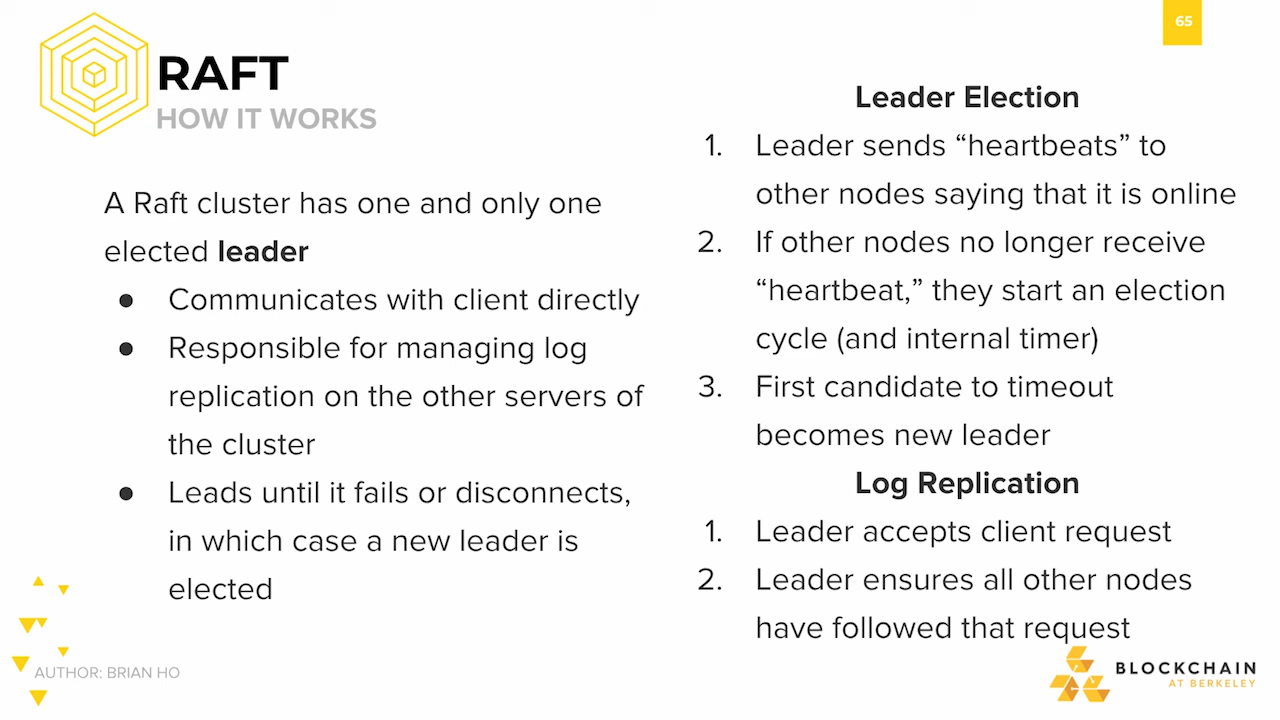 65
RAFT
HOW IT WORKS
A Raft cluster has one and only one
elected leader
● Communicates with client directly
● Responsible for managing log
replication on the other servers of
the cluster
● Leads until it fails or disconnects,
in which case a new leader is
elected
Leader Election
1. Leader sends “heartbeats” to
other nodes saying that it is online
2. If other nodes no longer receive
“heartbeat,” they start an election
cycle (and internal timer)
3. First candidate to timeout
becomes new leader
Log Replication
1. Leader accepts client request
2. Leader ensures all other nodes
have followed that request
AUTHOR: BRIAN HO
BLOCKCHAIN
AT BERKELEY